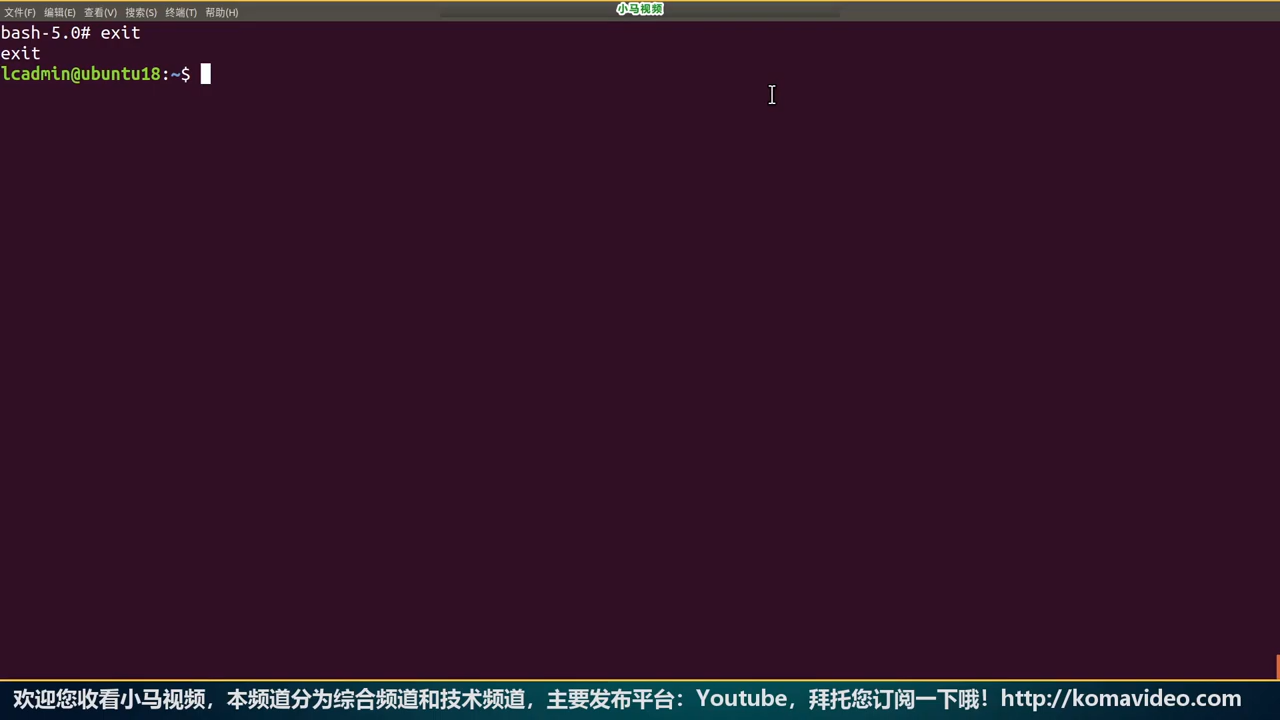 小马视频
文件(F) 编辑(E) 查看(V) 搜索(S) 终端(T) 帮助(H)
bash-5.0# exit
exit
lcadmin@ubuntu18:~$
欢迎您收看小马视频，本频道分为综合频道和技术频道，主要发布平台：Youtube，拜托您订阅一下哦！http://komavideo.com